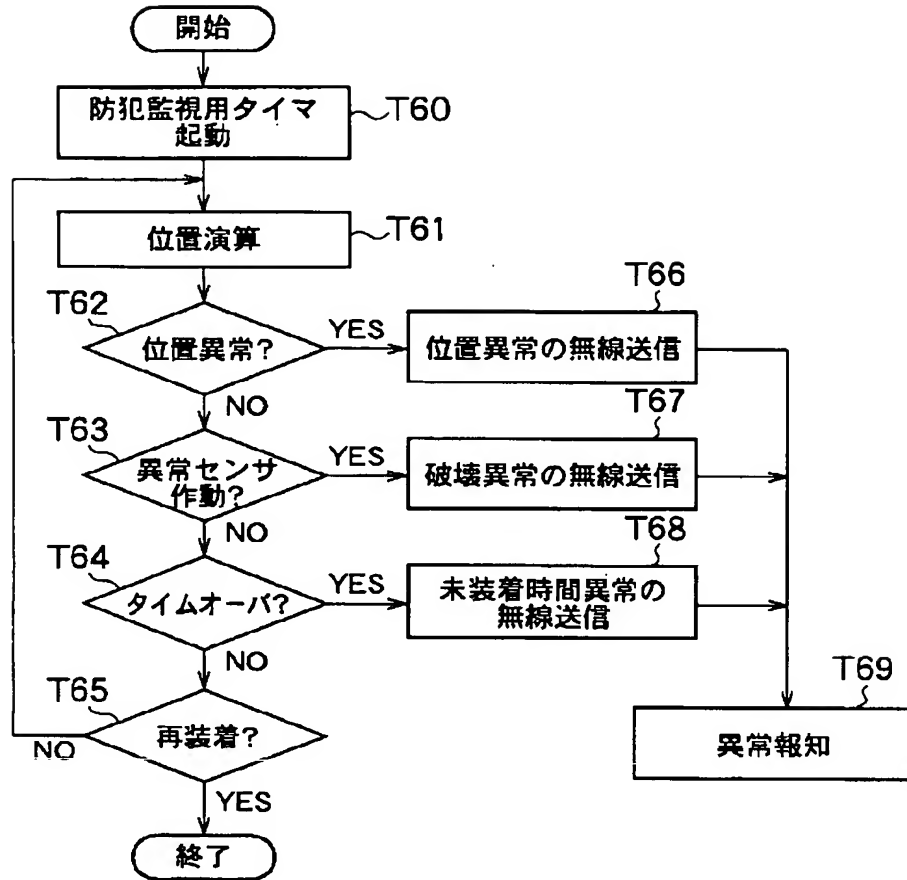 開始
防犯監視用タイマ
起動
T60
位置演算
T61
T62
位置異常?
YES
NO
T66
位置異常の無線送信
T63
異常センサ
作動?
YES
NO
T67
破壊異常の無線送信
T64
タイムオーバ?
YES
NO
T68
未装着時間異常の
無線送信
T65
再装着?
NO
YES
T69
異常報知
終了